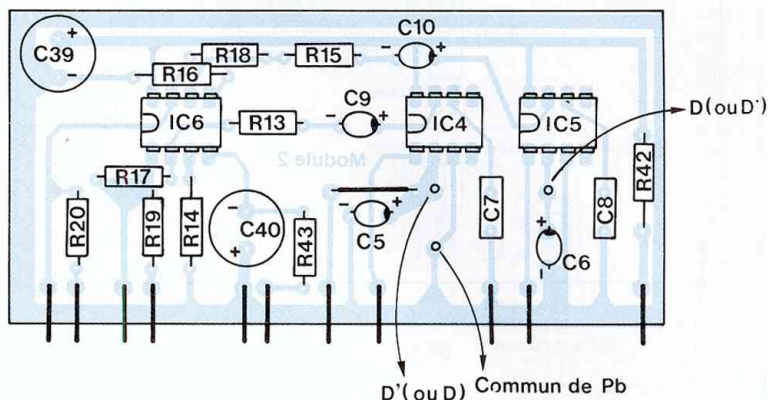 C10
C39
R18
R15
R16
C9
IC6
R13
IC4
IC5
D(ou D')
Module 2
R17
R42
R20
R19
R14
C40
R43
C5
C7
C8
C6
D'(ou D)
Commun de Pb